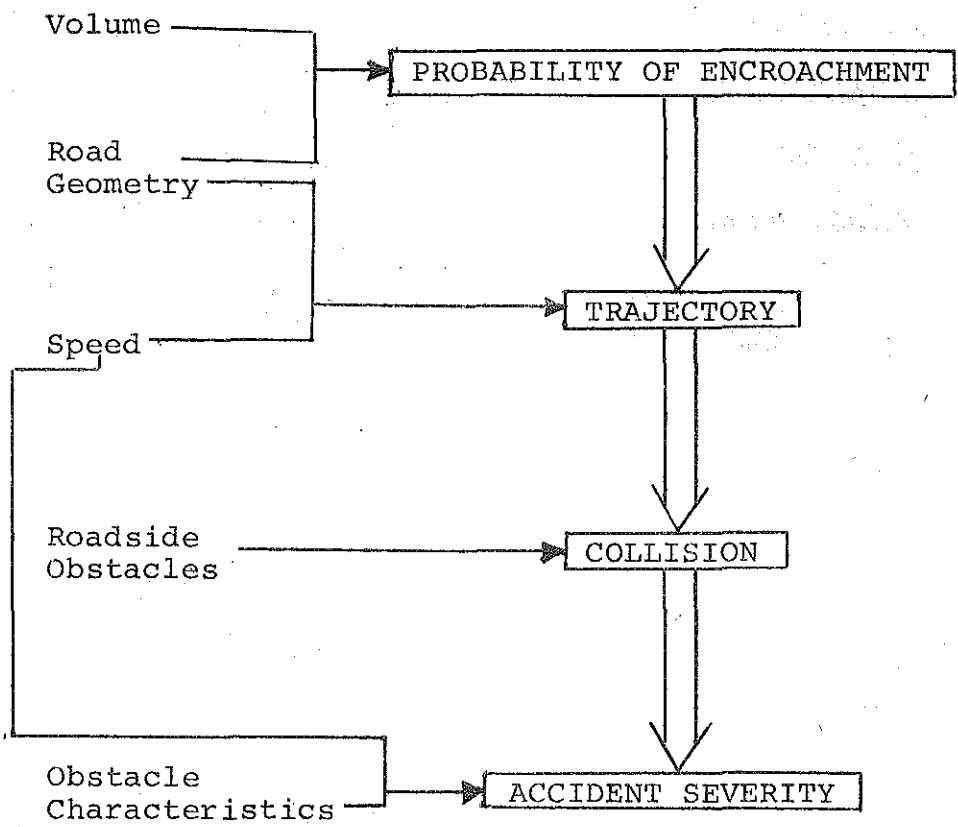 Volume
PROBABILITY OF ENCROACHMENT
Road
Geometry
TRAJECTORY
Speed
Roadside
Obstacles
COLLISION
Obstacle
Characteristics
ACCIDENT SEVERITY